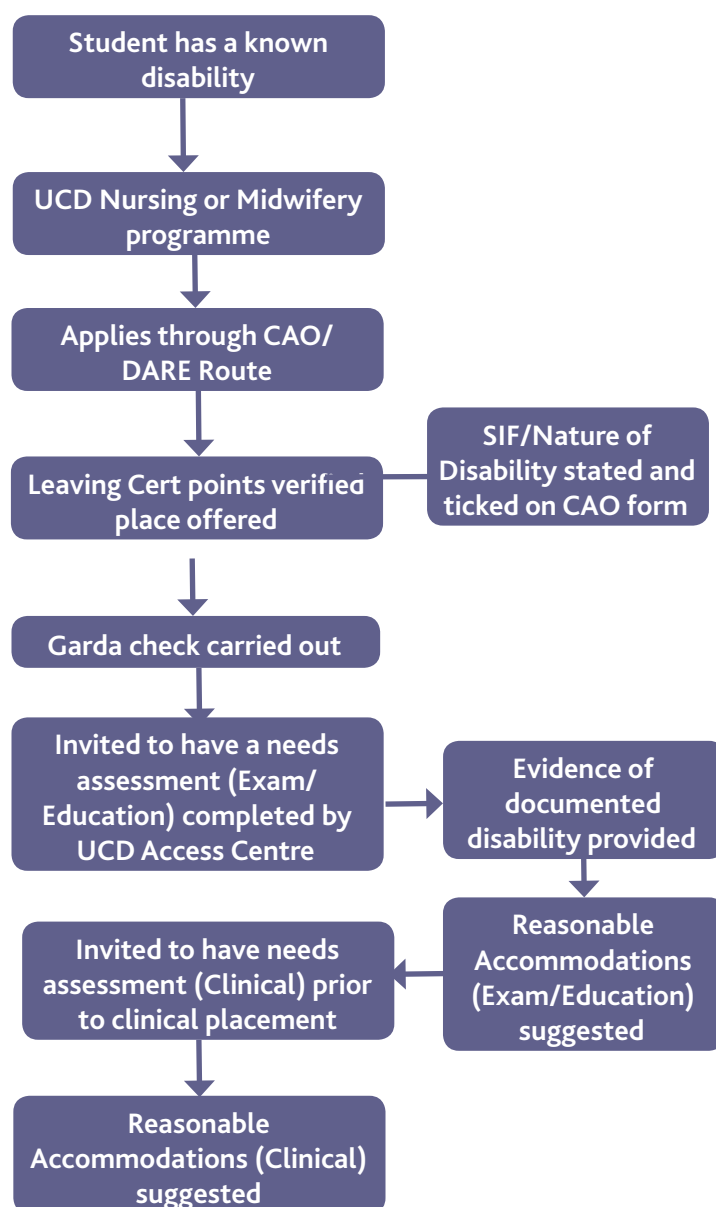 Student has a known
disability
UCD Nursing or Midwifery
programme
Applies through CAO/
DARE Route
Leaving Cert points verified
place offered
SIF/Nature of
Disability stated and
ticked on CAO form
Garda check carried out
Invited to have a needs
assessment (Exam/
Education) completed by
UCD Access Centre
Evidence of
documented
disability provided
Reasonable
Accommodations
(Exam/Education)
suggested
Invited to have needs
assessment (Clinical) prior
to clinical placement
Reasonable
Accommodations (Clinical)
suggested